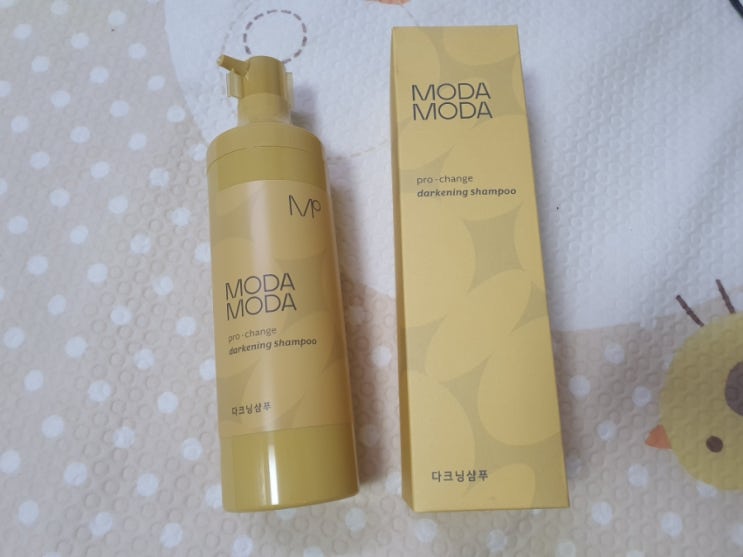 Mo
MODA
MODA
pro·change
darkening shampoo
다크닝샴푸
MODA
MODA
pro·change
darkening shampoo
다크닝샴푸